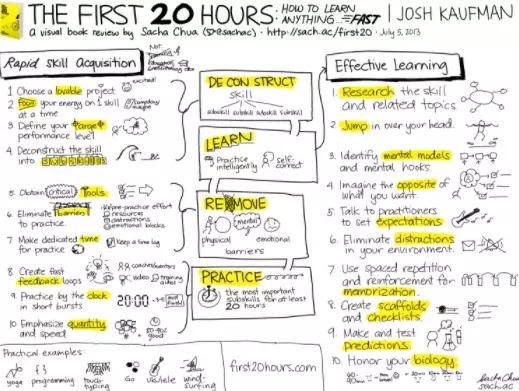 THE FIRST 20 HOURS: HOW TO LEARN ANYTHING... FAST | JOSH KAUFMAN
a visual book review by Sacha Chua (@sachac) · http://sach.ac/first20 · July 5, 2013
Rapid Skill Acquisition
Not:
1 Choose a lovable project.
excited!
2 Focus your energy on 1 skill at a time
3 Define your target performance level
4 Deconstruct the skill into
5 Obtain critical tools.
6. Eliminate barriers to practice.
pre-practice effort
resources
distractions
emotional blocks
7 Make dedicated time for practice
Keep a time log
8 Create fast feedback loops
coaches
video
9 Practice by the clock in short bursts
20:00
10 Emphasize quantity and speed
good
DECONSTRUCT
skill
subskill subskill subskill subskill
LEARN
Practice intelligently
self-correct
REMOVE
physical
mental
emotional
barriers
PRACTICE
the most important subskills for at least 20 hours
Effective Learning
1. Research the skill and related topics.
2 Jump in over your head.
3. Identify mental models and mental hooks.
4 Imagine the opposite of what you want.
5 Talk to practitioners to set expectations
6 Eliminate distractions in your environment.
7 Use spaced repetition and reinforcement for memorization.
8 Create scaffolds and checklists.
9 Make and test predictions.
10. Honor your biology
Practical examples:
yoga
programming
touch-typing
Go
Ukulele
wind-surfing
first20hours.com
Sacha Chua